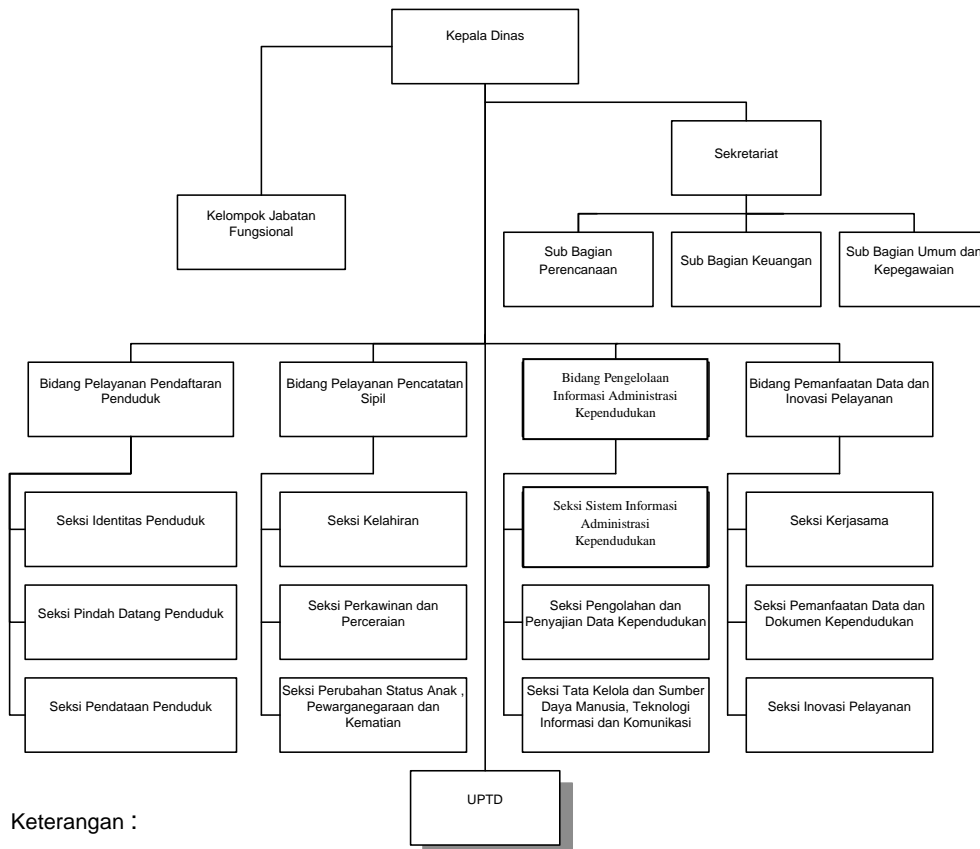 Kepala Dinas
Sekretariat
Kelompok Jabatan
Fungsional
Sub Bagian
Perencanaan
Sub Bagian Keuangan
Sub Bagian Umum dan
Kepegawaian
Bidang Pelayanan Pendaftaran
Penduduk
Bidang Pelayanan Pencatatan
Sipil
Bidang Pengelolaan
Informasi Administrasi
Kependudukan
Bidang Pemanfaatan Data dan
Inovasi Pelayanan
Seksi Identitas Penduduk
Seksi Kelahiran
Seksi Sistem Informasi
Administrasi
Kependudukan
Seksi Kerjasama
Seksi Pindah Datang Penduduk
Seksi Perkawinan dan
Perceraian
Seksi Pengolahan dan
Penyajian Data Kependudukan
Seksi Pemanfaatan Data dan
Dokumen Kependudukan
Seksi Pendataan Penduduk
Seksi Perubahan Status Anak ,
Pewarganegaraan dan
Kematian
Seksi Tata Kelola dan Sumber
Daya Manusia, Teknologi
Informasi dan Komunikasi
Seksi Inovasi Pelayanan
UPTD
Keterangan :